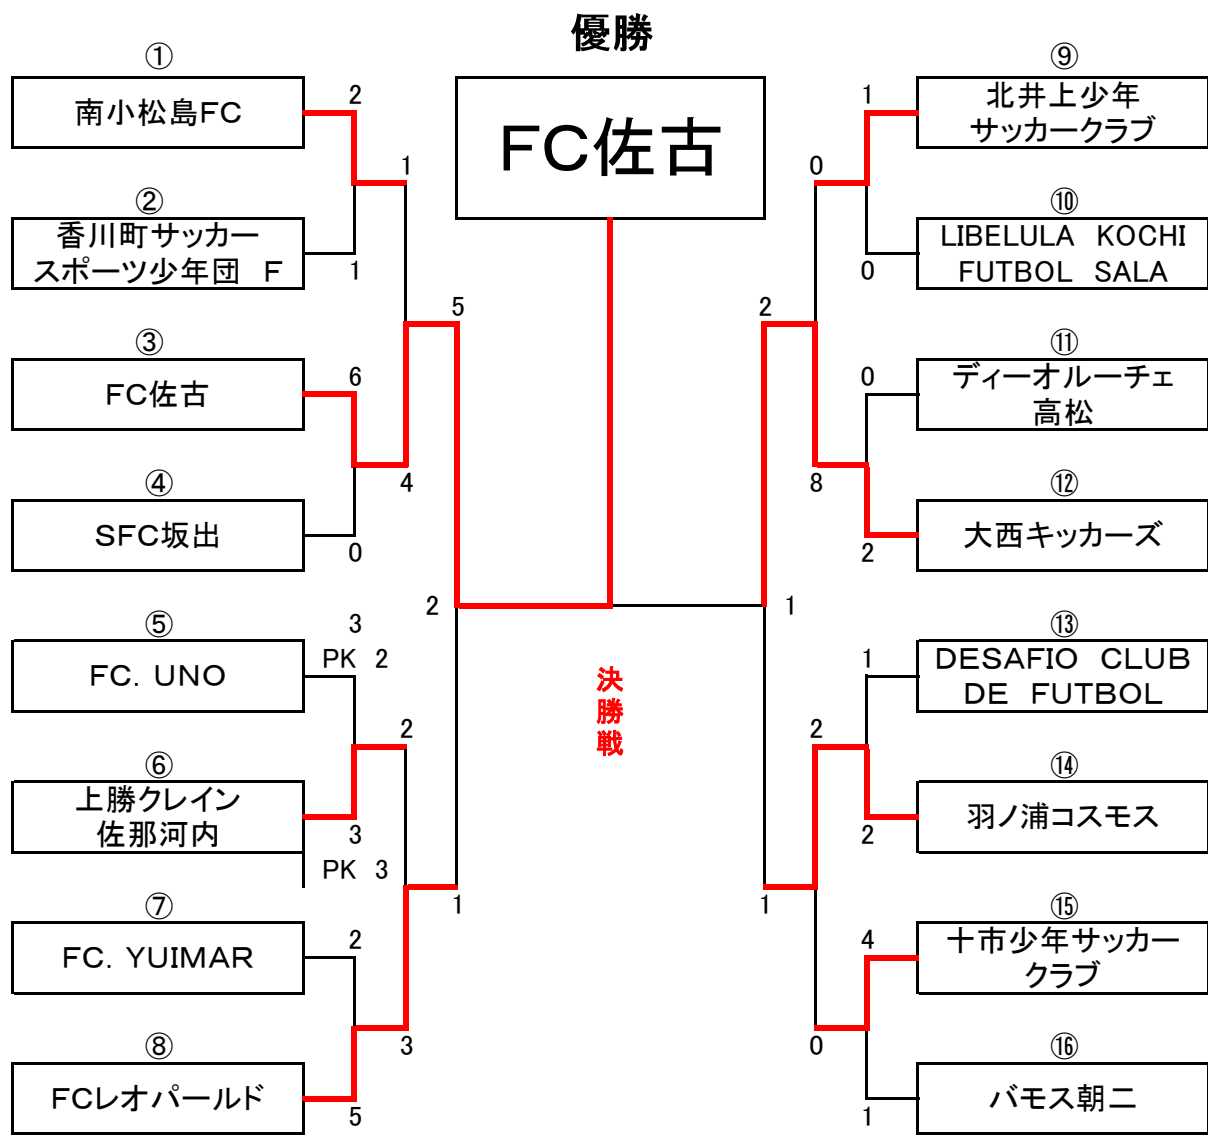 優勝
FC佐古
①
南小松島FC
2
②
香川町サッカー
スポーツ少年団 F
1
1
③
FC佐古
6
5
④
SFC坂出
0
4
⑤
FC. UNO
3
PK 2
2
⑥
上勝クレイン
佐那河内
3
PK 3
2
⑦
FC. YUIMAR
2
1
⑧
FCレオパールド
5
3
決
勝
戦
⑨
北井上少年
サッカークラブ
1
0
⑩
LIBELULA KOCHI
FUTBOL SALA
0
2
⑪
ディーオルーチェ
高松
0
8
⑫
大西キッカーズ
2
1
⑬
DESAFIO CLUB
DE FUTBOL
1
2
⑭
羽ノ浦コスモス
2
1
⑮
十市少年サッカー
クラブ
4
0
⑯
バモス朝二
1